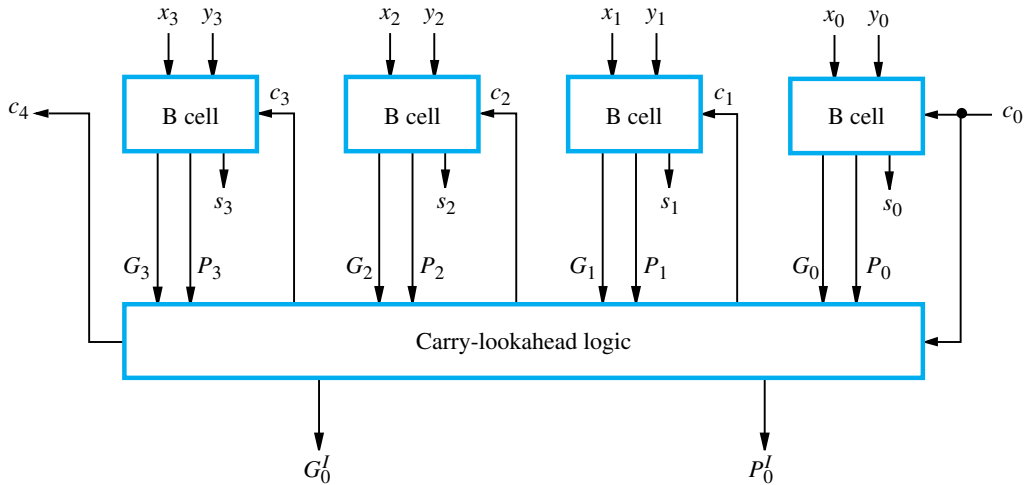 x₃ y₃ x₂ y₂ x₁ y₁ x₀ y₀
c₄ B cell c₃ B cell c₂ B cell c₁ B cell c₀
s₃ s₂ s₁ s₀
G₃ P₃ G₂ P₂ G₁ P₁ G₀ P₀
Carry-lookahead logic
G₀ᴵ P₀ᴵ